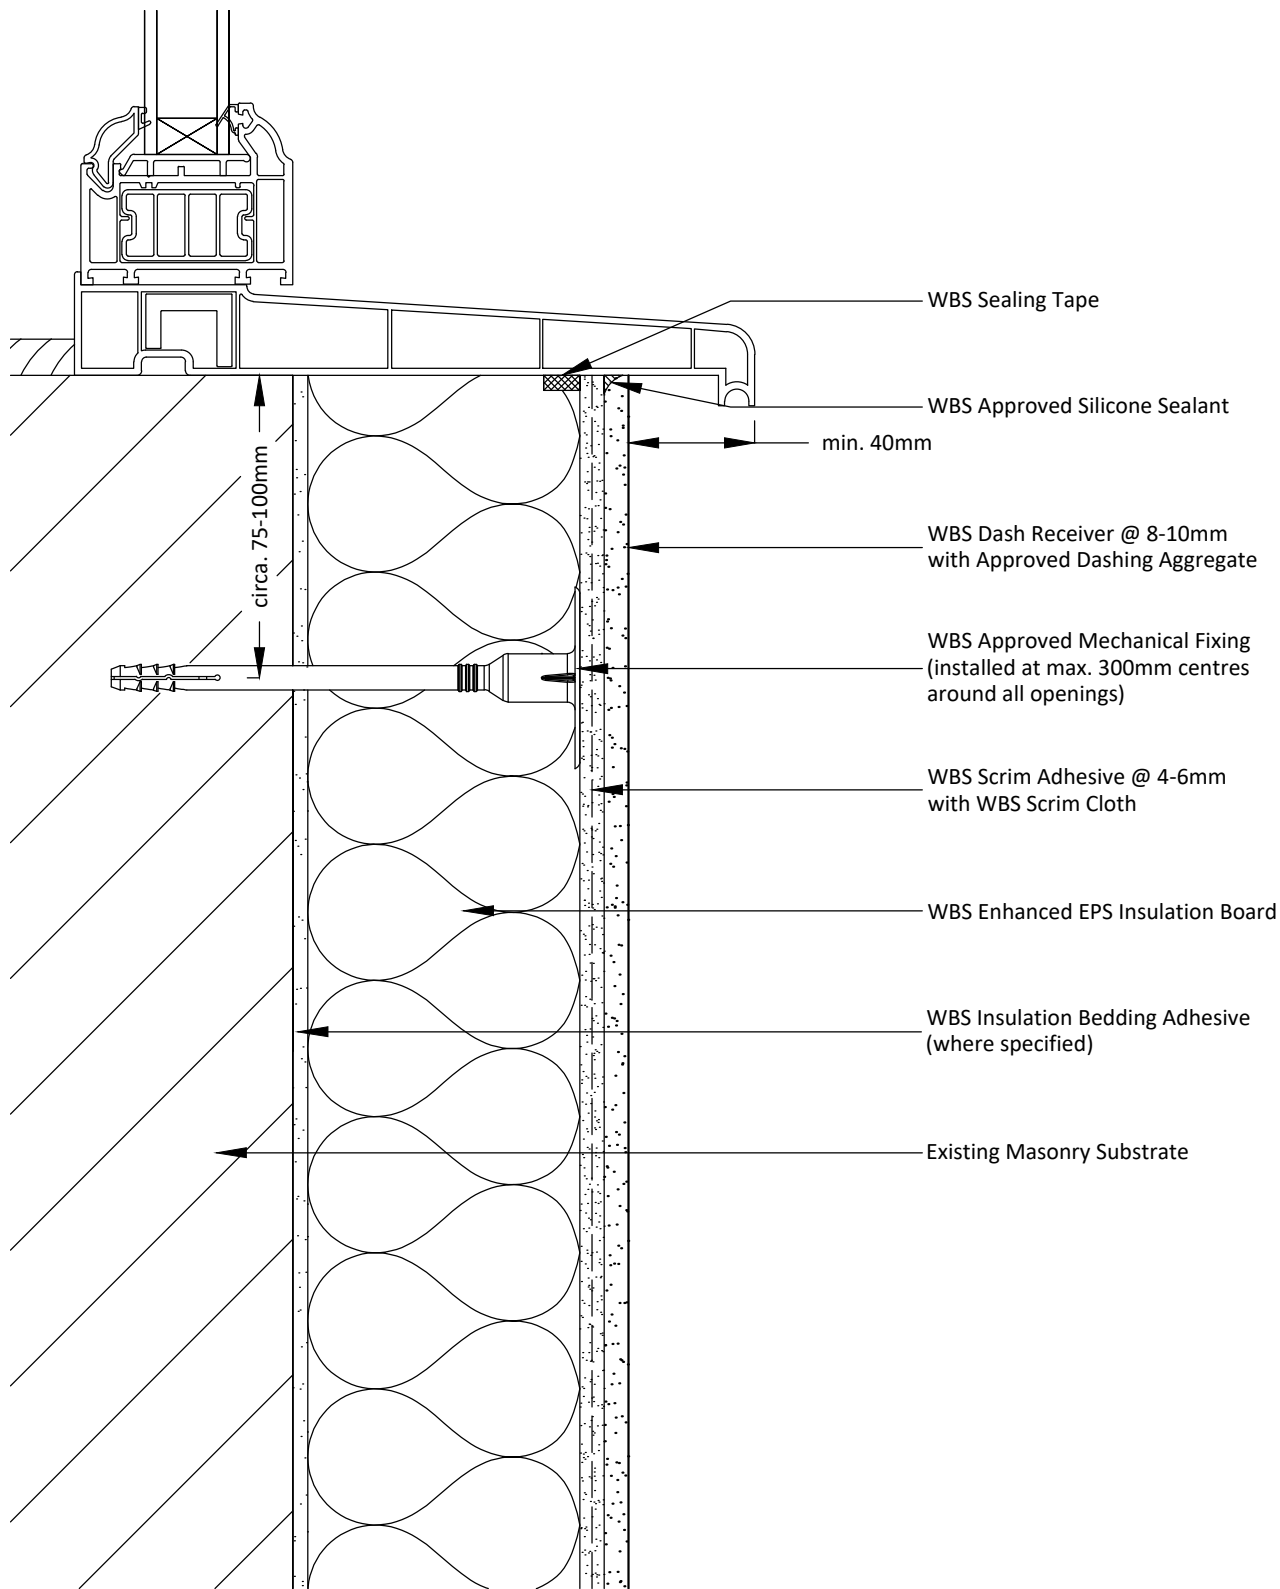 WBS Sealing Tape
WBS Approved Silicone Sealant
min. 40mm
circa. 75-100mm
WBS Dash Receiver @ 8-10mm
with Approved Dashing Aggregate
WBS Approved Mechanical Fixing
(installed at max. 300mm centres
around all openings)
WBS Scrim Adhesive @ 4-6mm
with WBS Scrim Cloth
WBS Enhanced EPS Insulation Board
WBS Insulation Bedding Adhesive
(where specified)
Existing Masonry Substrate